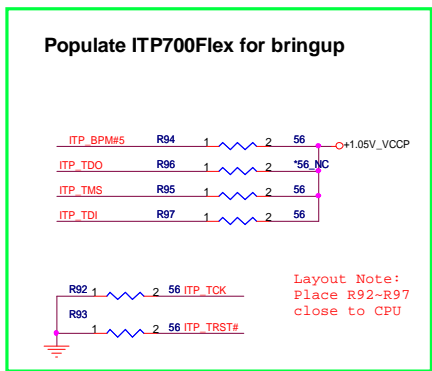 Populate ITP700Flex for bringup
ITP_BPM#5 R94 1 2 56 +1.05V_VCCP
ITP_TDO R96 1 2 *56_NC
ITP_TMS R95 1 2 56
ITP_TDI R97 1 2 56
R92 1 2 56 ITP_TCK
R93 1 2 56 ITP_TRST#
Layout Note:
Place R92~R97
close to CPU